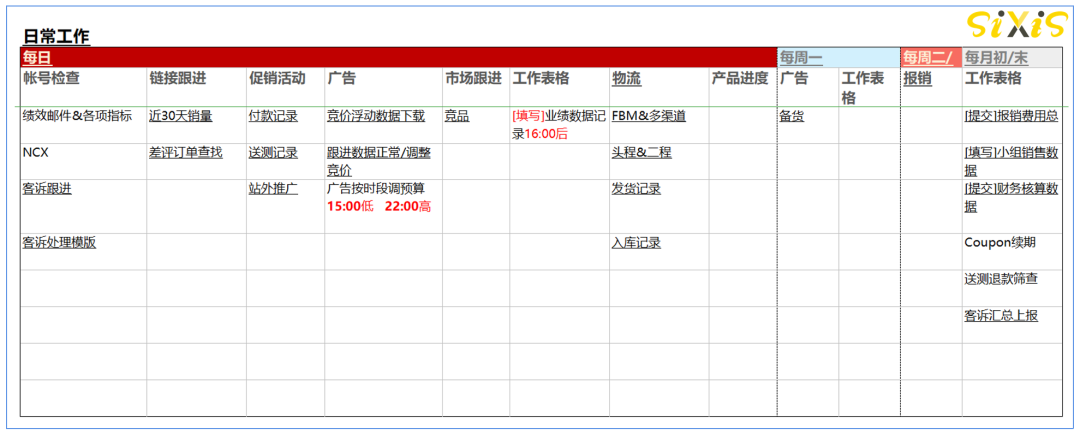 SiXiS
日常工作
每日 每周一 每周二/ 每月初/末
帐号检查 链接跟进 促销活动 广告 市场跟进 工作表格 物流 产品进度 广告 工作表 报销 工作表格
格
绩效邮件&各项指标 近30天销量 付款记录 竞价浮动数据下载 竞品 [填写]业绩数据记 FBM&多渠道 备货 [提交]报销费用总
录16:00后
NCX 差评订单查找 送测记录 跟进数据正常/调整 头程&二程 [填写]小组销售数
竞价 据
客诉跟进 站外推广 广告按时段调预算 发货记录 [提交]财务核算数
15:00低 22:00高 据
客诉处理模版 入库记录 Coupon续期
送测退款筛查
客诉汇总上报